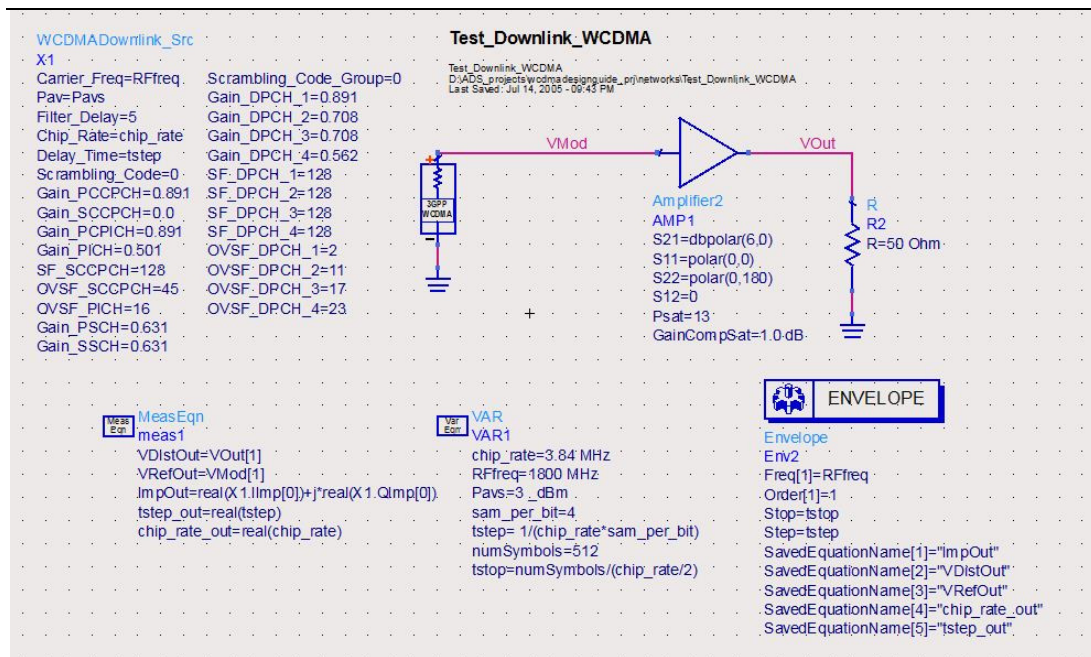 Test_Downlink_WCDMA
Test_Downlink_WCDMA
D:\ADS_projects\wcdmadesignguide_prj\networks\Test_Downlink_WCDMA
Last Saved: Jul 14, 2005 - 09:43 PM
WCDMADownlink_Src
X1
Carrier_Freq=RFfreq
Pav=Pavs
Filter_Delay=5
Chip_Rate=chip_rate
Delay_Time=tstep
Scrambling_Code=0
Gain_PCCPCH=0.891
Gain_SCCPCH=0.0
Gain_PCPICH=0.891
Gain_PICH=0.501
SF_SCCPCH=128
OVSF_SCCPCH=45
OVSF_PICH=16
Gain_PSCH=0.631
Gain_SSCH=0.631
Scrambling_Code_Group=0
Gain_DPCH_1=0.891
Gain_DPCH_2=0.708
Gain_DPCH_3=0.708
Gain_DPCH_4=0.562
SF_DPCH_1=128
SF_DPCH_2=128
SF_DPCH_3=128
SF_DPCH_4=128
OVSF_DPCH_1=2
OVSF_DPCH_2=11
OVSF_DPCH_3=17
OVSF_DPCH_4=23
3GPP
WCDMA
VMod
VOut
Amplifier2
AMP1
S21=dbpolar(6,0)
S11=polar(0,0)
S22=polar(0,180)
S12=0
Psat=13
GainCompSat=1.0 dB
R
R2
R=50 Ohm
Meas
Eqn
MeasEqn
meas1
VDistOut=VOut[1]
VRefOut=VMod[1]
ImpOut=real(X1.IImp[0])+j*real(X1.QImp[0])
tstep_out=real(tstep)
chip_rate_out=real(chip_rate)
Var
Eqn
VAR
VAR1
chip_rate=3.84 MHz
RFfreq=1800 MHz
Pavs=3 _dBm
sam_per_bit=4
tstep= 1/(chip_rate*sam_per_bit)
numSymbols=512
tstop=numSymbols/(chip_rate/2)
ENVELOPE
Envelope
Env2
Freq[1]=RFfreq
Order[1]=1
Stop=tstop
Step=tstep
SavedEquationName[1]="ImpOut"
SavedEquationName[2]="VDistOut"
SavedEquationName[3]="VRefOut"
SavedEquationName[4]="chip_rate_out"
SavedEquationName[5]="tstep_out"